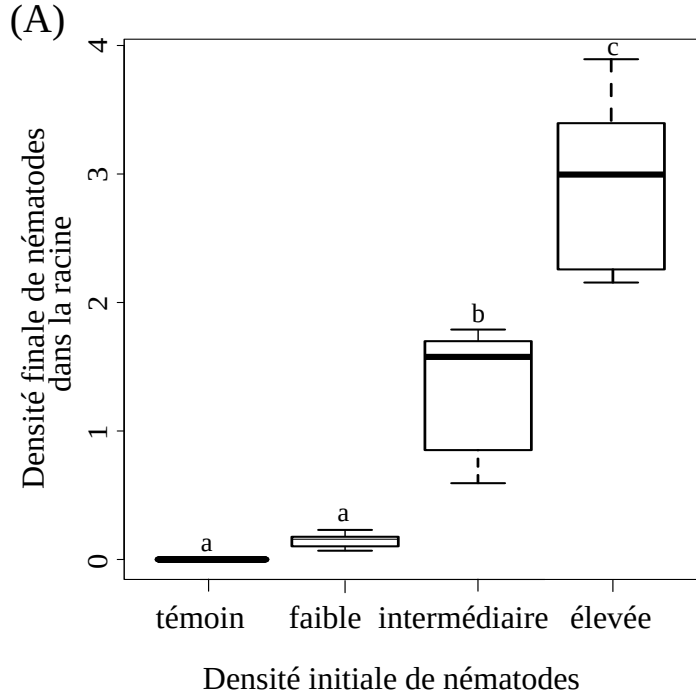 (A)
Densité finale de nématodes
dans la racine
4
3
2
1
0
a
a
b
c
témoin faible intermédiaire élevée
Densité initiale de nématodes